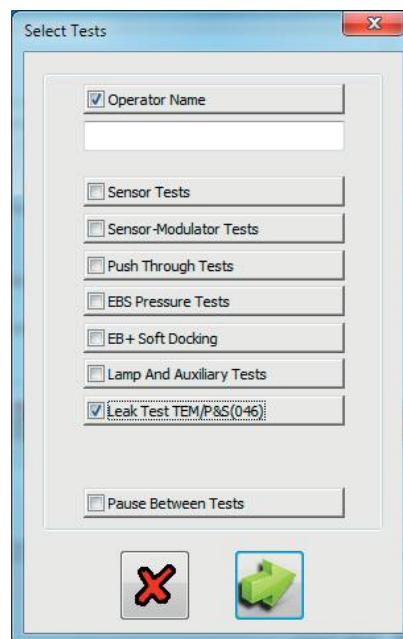 Select Tests
Operator Name
Sensor Tests
Sensor-Modulator Tests
Push Through Tests
EBS Pressure Tests
EB+ Soft Docking
Lamp And Auxiliary Tests
Leak Test TEM/P&S(046)
Pause Between Tests